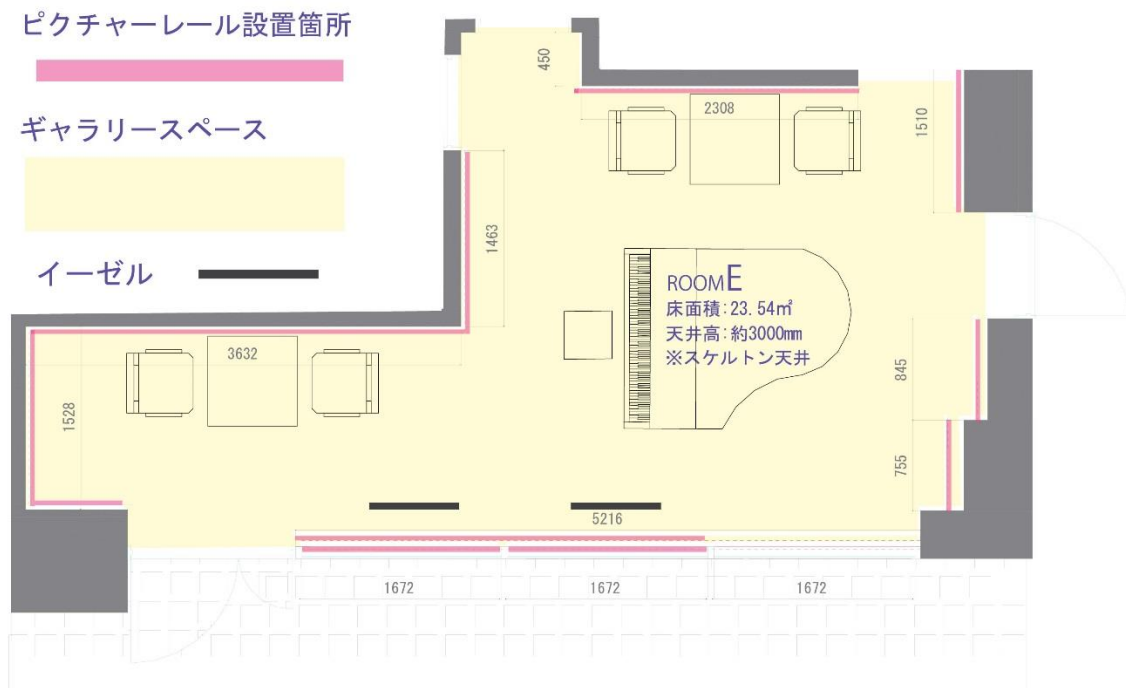 ピクチャーレール設置箇所
ギャラリースペース
イーゼル
450
2308
1510
1463
ROOM E
床面積:23.54㎡
天井高:約3000mm
※スケルトン天井
3632
845
1528
755
5216
1672
1672
1672